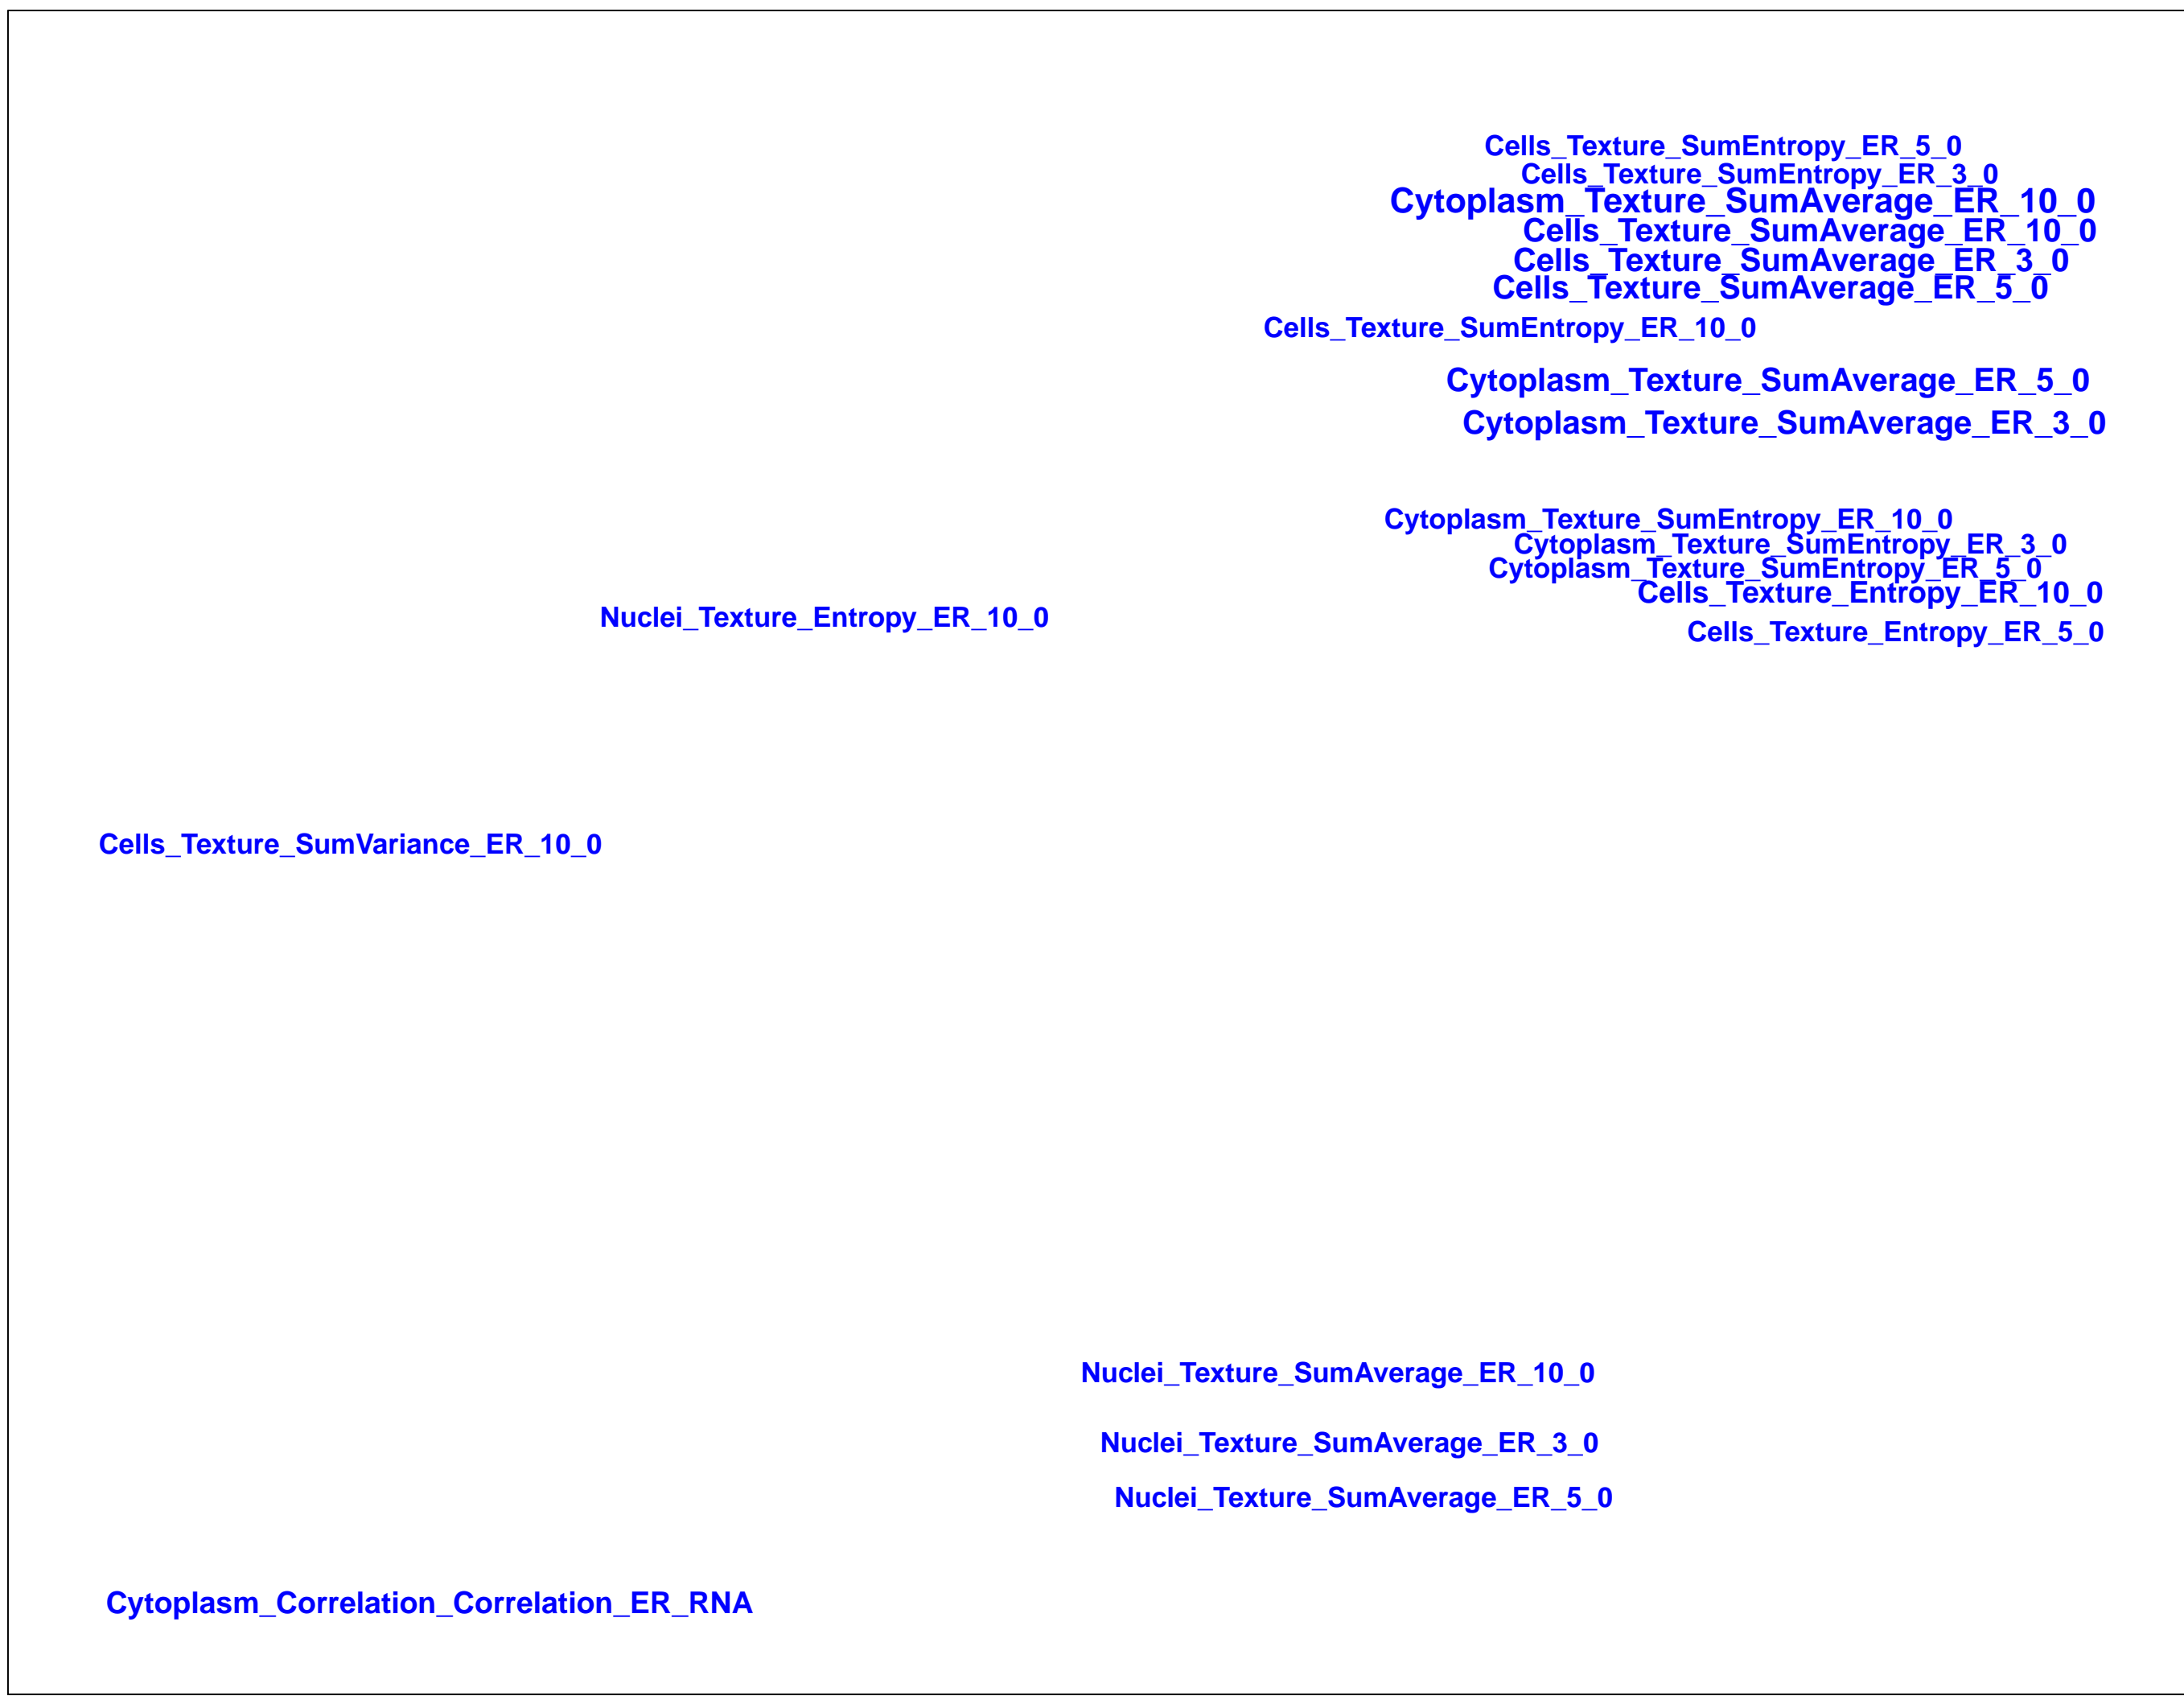 Cells_Texture_SumEntropy_ER_5_0
Cells_Texture_SumEntropy_ER_3_0
Cytoplasm_Texture_SumAverage_ER_10_0
Cells_Texture_SumAverage_ER_10_0
Cells_Texture_SumAverage_ER_3_0
Cells_Texture_SumAverage_ER_5_0
Cells_Texture_SumEntropy_ER_10_0
Cytoplasm_Texture_SumAverage_ER_5_0
Cytoplasm_Texture_SumAverage_ER_3_0
Cytoplasm_Texture_SumEntropy_ER_10_0
Cytoplasm_Texture_SumEntropy_ER_3_0
Cytoplasm_Texture_SumEntropy_ER_5_0
Cells_Texture_Entropy_ER_10_0
Nuclei_Texture_Entropy_ER_10_0
Cells_Texture_Entropy_ER_5_0
Cells_Texture_SumVariance_ER_10_0
Nuclei_Texture_SumAverage_ER_10_0
Nuclei_Texture_SumAverage_ER_3_0
Nuclei_Texture_SumAverage_ER_5_0
Cytoplasm_Correlation_Correlation_ER_RNA